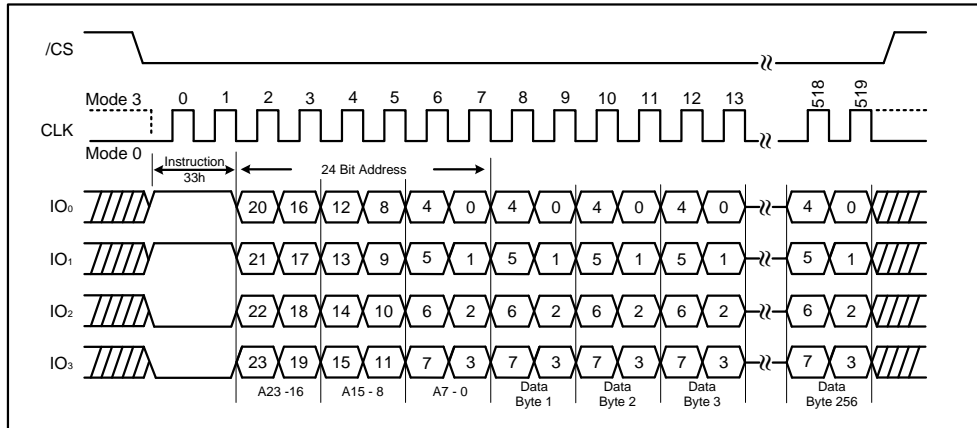 /CS
Mode 3
0 1 2 3 4 5 6 7 8 9 10 11 12 13 518 519
CLK
Mode 0
Instruction
33h
24 Bit Address
IO0 20 16 12 8 4 0 4 0 4 0 4 0 4 0
IO1 21 17 13 9 5 1 5 1 5 1 5 1 5 1
IO2 22 18 14 10 6 2 6 2 6 2 6 2 6 2
IO3 23 19 15 11 7 3 7 3 7 3 7 3 7 3
A23 -16 A15 - 8 A7 - 0 Data Data Data Data
Byte 1 Byte 2 Byte 3 Byte 256